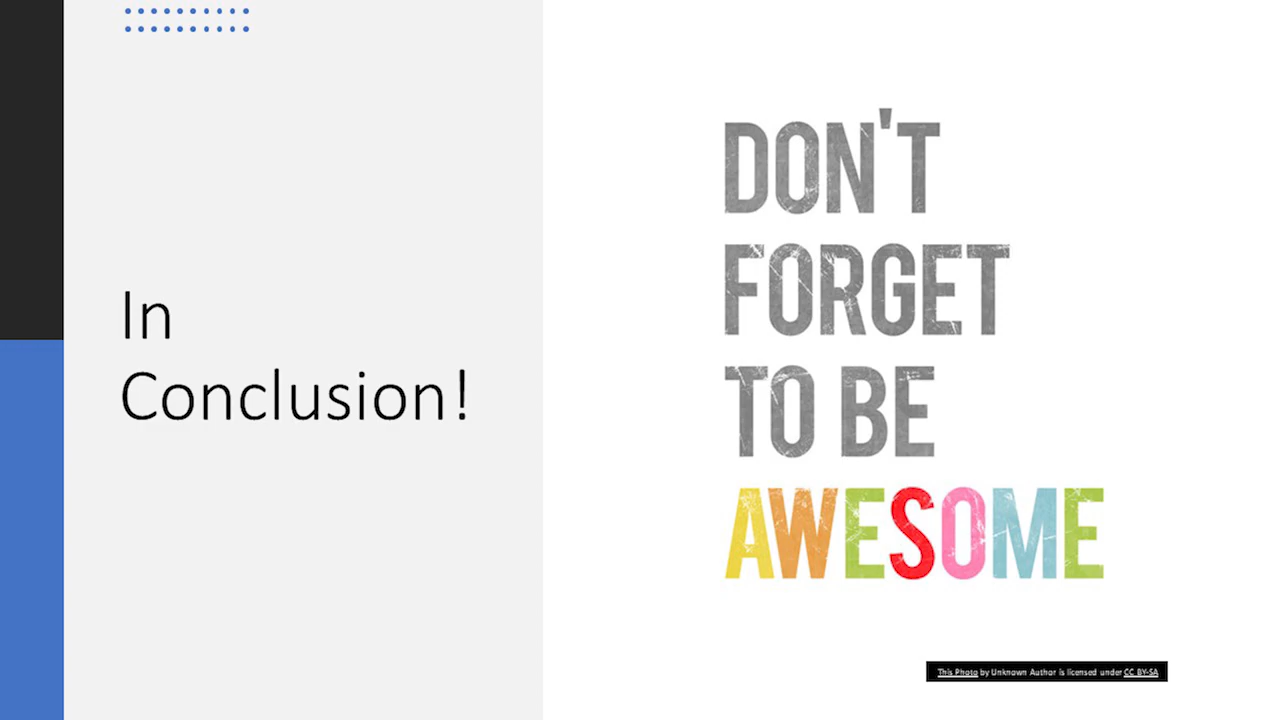 In
Conclusion!
DON'T
FORGET
TO BE
AWESOME
This Photo by Unknown Author is licensed under CC BY-SA